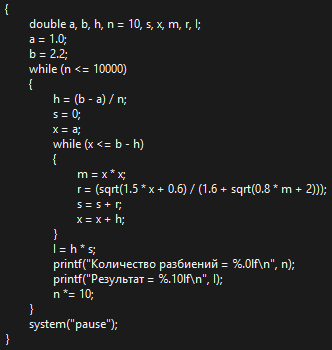 {
double a, b, h, n = 10, s, x, m, r, I;
a = 1.0;
b = 2.2;
while (n <= 10000)
{
h = (b - a) / n;
s = 0;
x = a;
while (x <= b - h)
{
m = x * x;
r = (sqrt(1.5 * x + 0.6) / (1.6 + sqrt(0.8 * m + 2)));
s = s + r;
x = x + h;
}
I = h * s;
printf("Количество разбиений = %.0lf\n", n);
printf("Результат = %.10lf\n", I);
n *= 10;
}
system("pause");
}